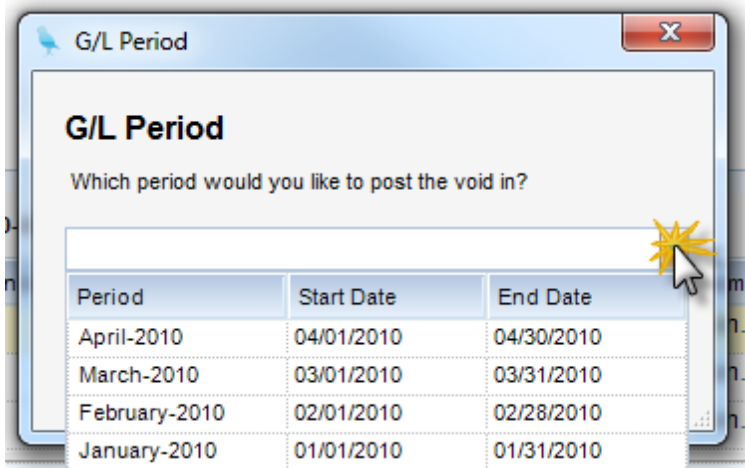 G/L Period
G/L Period
Which period would you like to post the void in?
Period Start Date End Date
April-2010 04/01/2010 04/30/2010
March-2010 03/01/2010 03/31/2010
February-2010 02/01/2010 02/28/2010
January-2010 01/01/2010 01/31/2010